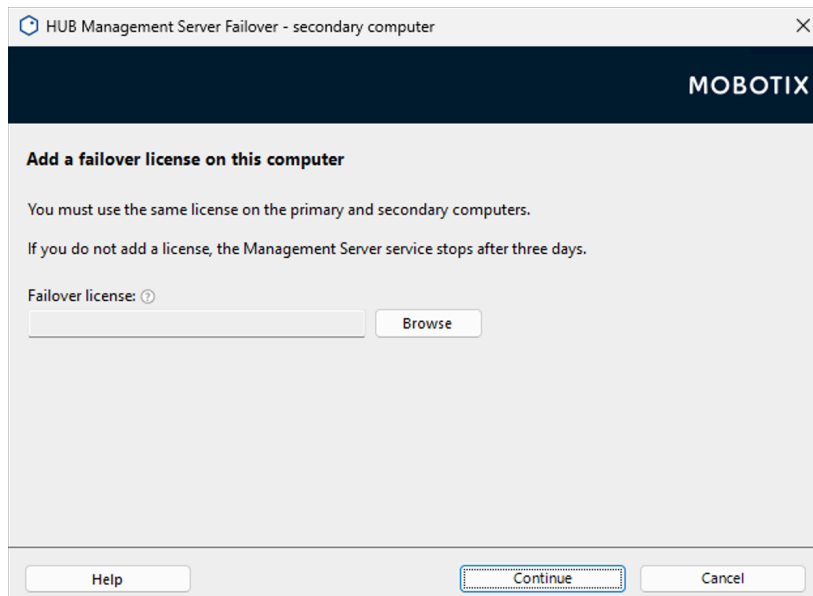 HUB Management Server Failover - secondary computer
MOBOTIX
Add a failover license on this computer
You must use the same license on the primary and secondary computers.
If you do not add a license, the Management Server service stops after three days.
Failover license: ?
Browse
Help
Continue
Cancel